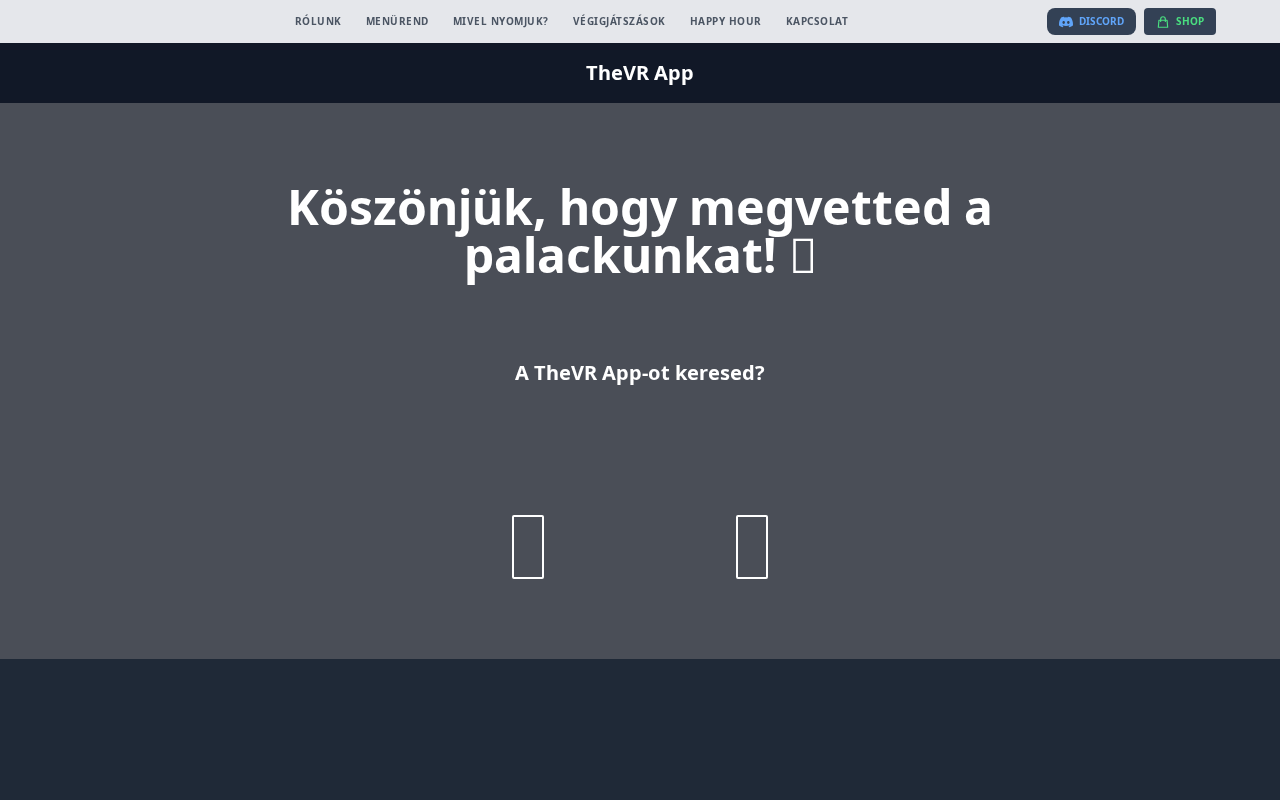 RÓLUNK MENÜREND MIVEL NYOMJUK? VÉGIGJÁTSZÁSOK HAPPY HOUR KAPCSOLAT DISCORD SHOP
TheVR App
Köszönjük, hogy megvetted a
palackunkat!
A TheVR App-ot keresed?